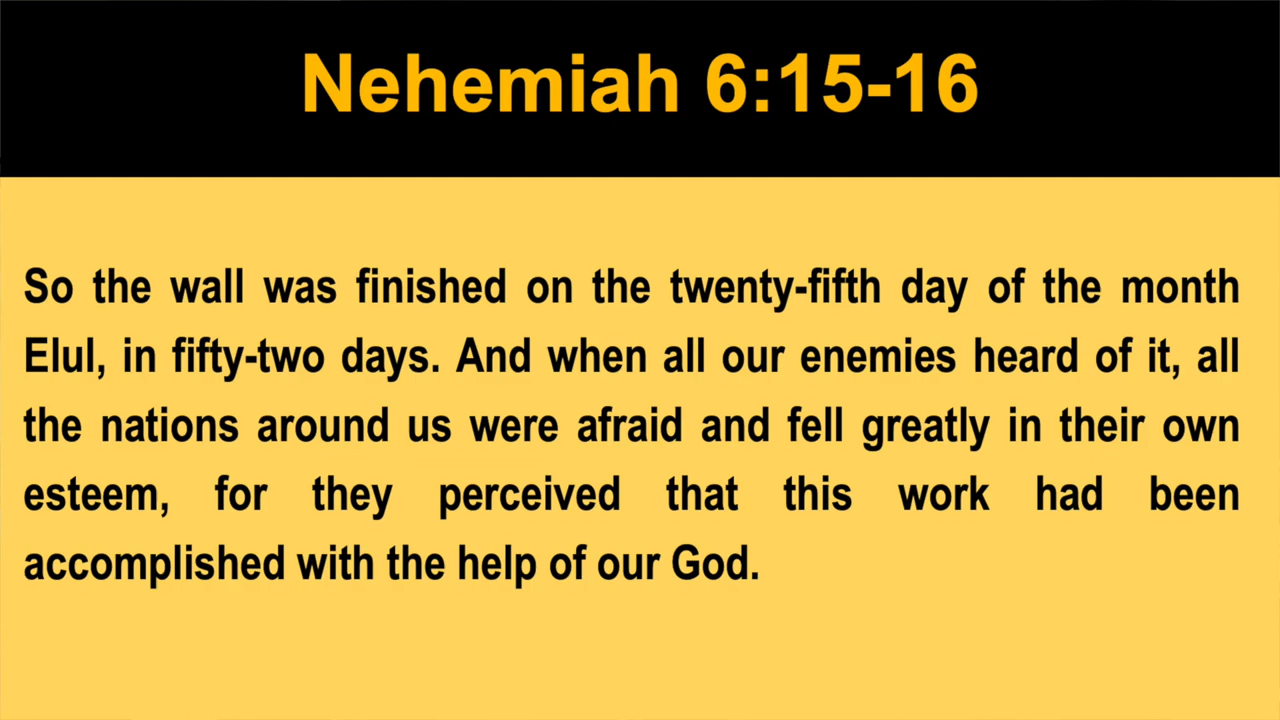 Nehemiah 6:15-16
So the wall was finished on the twenty-fifth day of the month
Elul, in fifty-two days. And when all our enemies heard of it, all
the nations around us were afraid and fell greatly in their own
esteem, for they perceived that this work had been
accomplished with the help of our God.